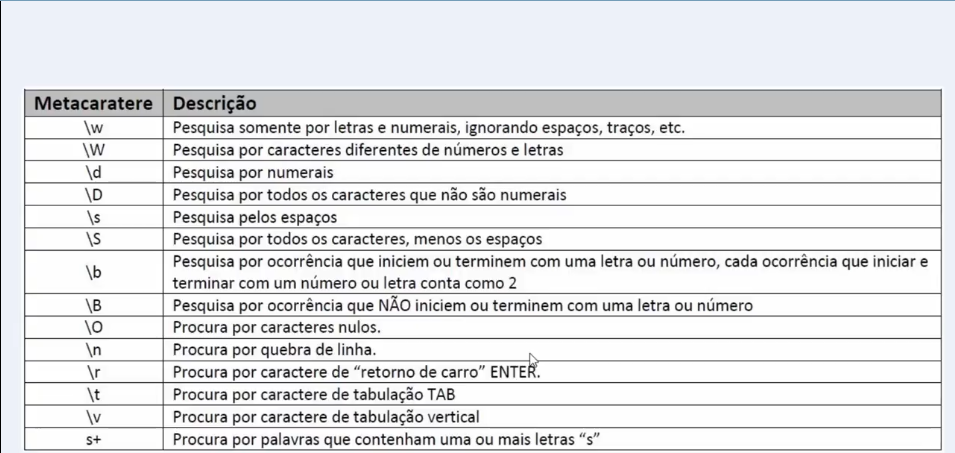 Metacaratere Descrição
\w Pesquisa somente por letras e numerais, ignorando espaços, traços, etc.
\W Pesquisa por caracteres diferentes de números e letras
\d Pesquisa por numerais
\D Pesquisa por todos os caracteres que não são numerais
\s Pesquisa pelos espaços
\S Pesquisa por todos os caracteres, menos os espaços
\b Pesquisa por ocorrência que iniciem ou terminem com uma letra ou número, cada ocorrência que iniciar e
terminar com um número ou letra conta como 2
\B Pesquisa por ocorrência que NÃO iniciem ou terminem com uma letra ou número
\O Procura por caracteres nulos.
\n Procura por quebra de linha.
\r Procura por caractere de “retorno de carro” ENTER.
\t Procura por caractere de tabulação TAB
\v Procura por caractere de tabulação vertical
s+ Procura por palavras que contenham uma ou mais letras “s”